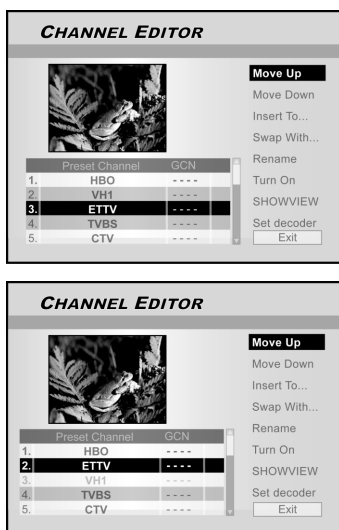 CHANNEL EDITOR
Move Up
Move Down
Insert To...
Swap With...
Rename
Turn On
SHOWVIEW
Set decoder
Exit
Preset Channel GCN
1. HBO - - - -
2. VH1 - - - -
3. ETTV - - - -
4. TVBS - - - -
5. CTV - - - -
CHANNEL EDITOR
Move Up
Move Down
Insert To...
Swap With...
Rename
Turn On
SHOWVIEW
Set decoder
Exit
Preset Channel GCN
1. HBO - - - -
2. ETTV - - - -
3. VH1 - - - -
4. TVBS - - - -
5. CTV - - - -